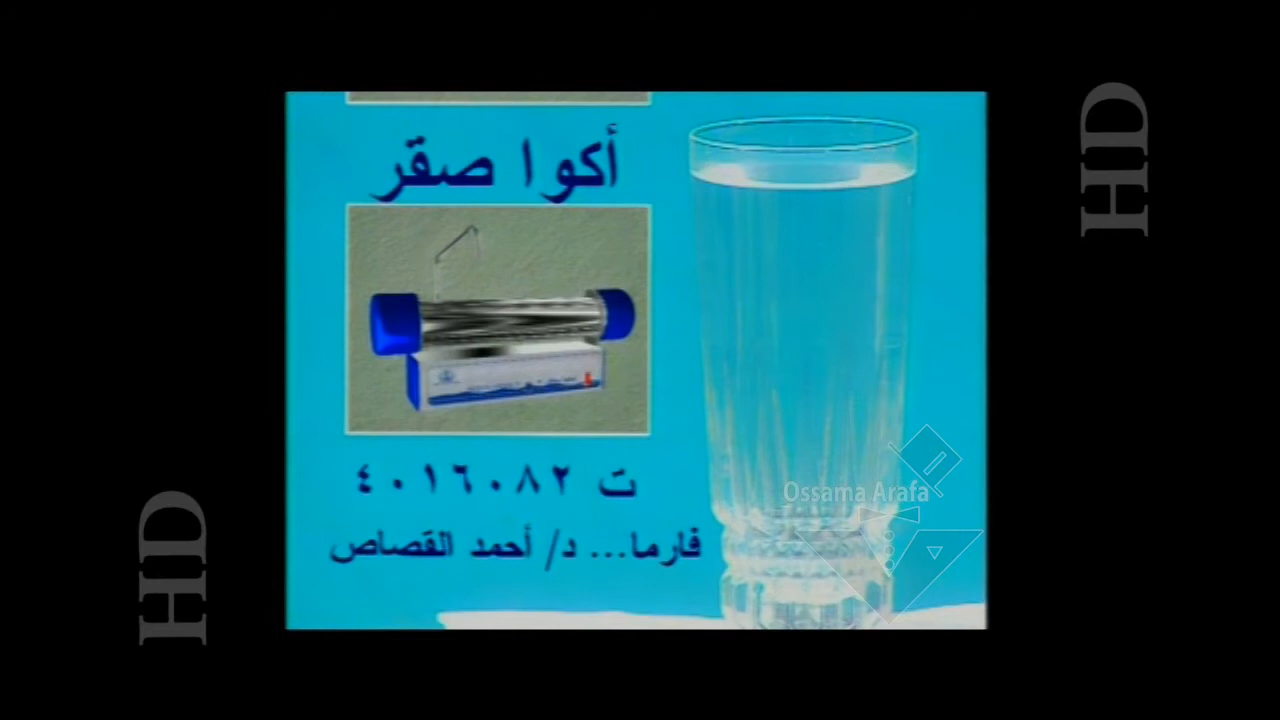 HD
أكوا صقر
ت ٤٠١٦٠٨٢
Ossama Arafa
فارما... د/ أحمد القصاص
HD